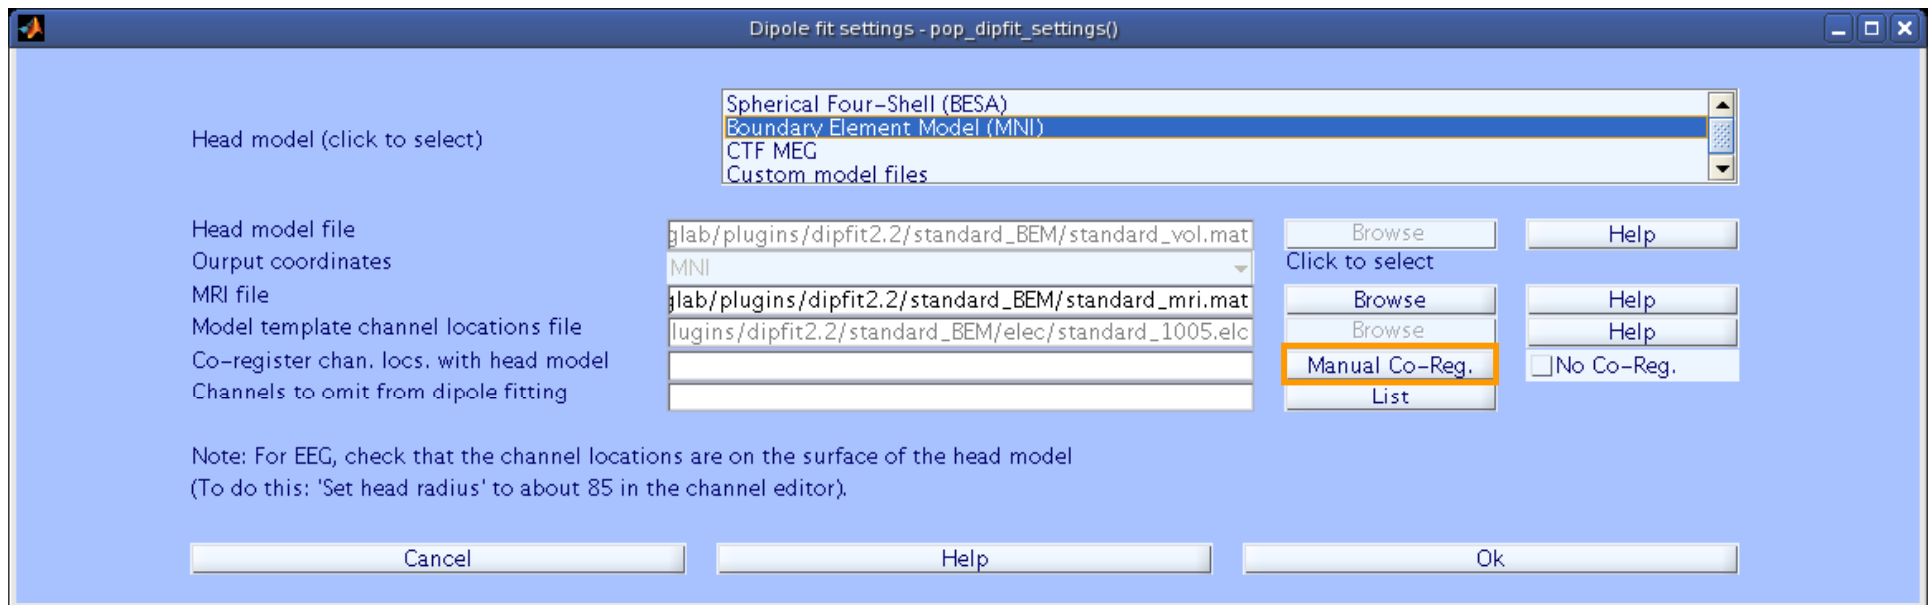 Dipole fit settings - pop_dipfit_settings()
Head model (click to select)
Spherical Four-Shell (BESA)
Boundary Element Model (MNI)
CTF MEG
Custom model files
Head model file glab/plugins/dipfit2.2/standard_BEM/standard_vol.mat Browse Help
Ourput coordinates MNI Click to select
MRI file glab/plugins/dipfit2.2/standard_BEM/standard_mri.mat Browse Help
Model template channel locations file lugins/dipfit2.2/standard_BEM/elec/standard_1005.elc Browse Help
Co-register chan. locs. with head model Manual Co-Reg. No Co-Reg.
Channels to omit from dipole fitting List
Note: For EEG, check that the channel locations are on the surface of the head model
(To do this: 'Set head radius' to about 85 in the channel editor).
Cancel Help Ok